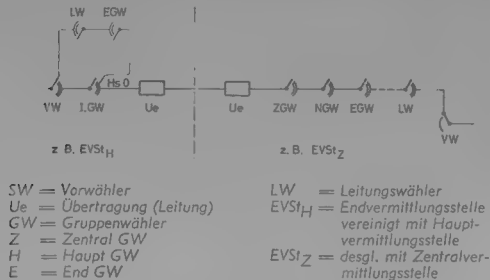 LW EGW
Hs 0
VW I.GW Ue Ue ZGW NGW EGW LW
VW
z. B. EVStH z. B. EVStZ
SW = Vorwähler
Ue = Übertragung (Leitung)
GW = Gruppenwähler
Z = Zentral GW
H = Haupt GW
E = End GW
LW = Leitungswähler
EVStH = Endvermittlungsstelle
vereinigt mit Haupt-
vermittlungsstelle
EVStZ = desgl. mit Zentralver-
mittlungsstelle